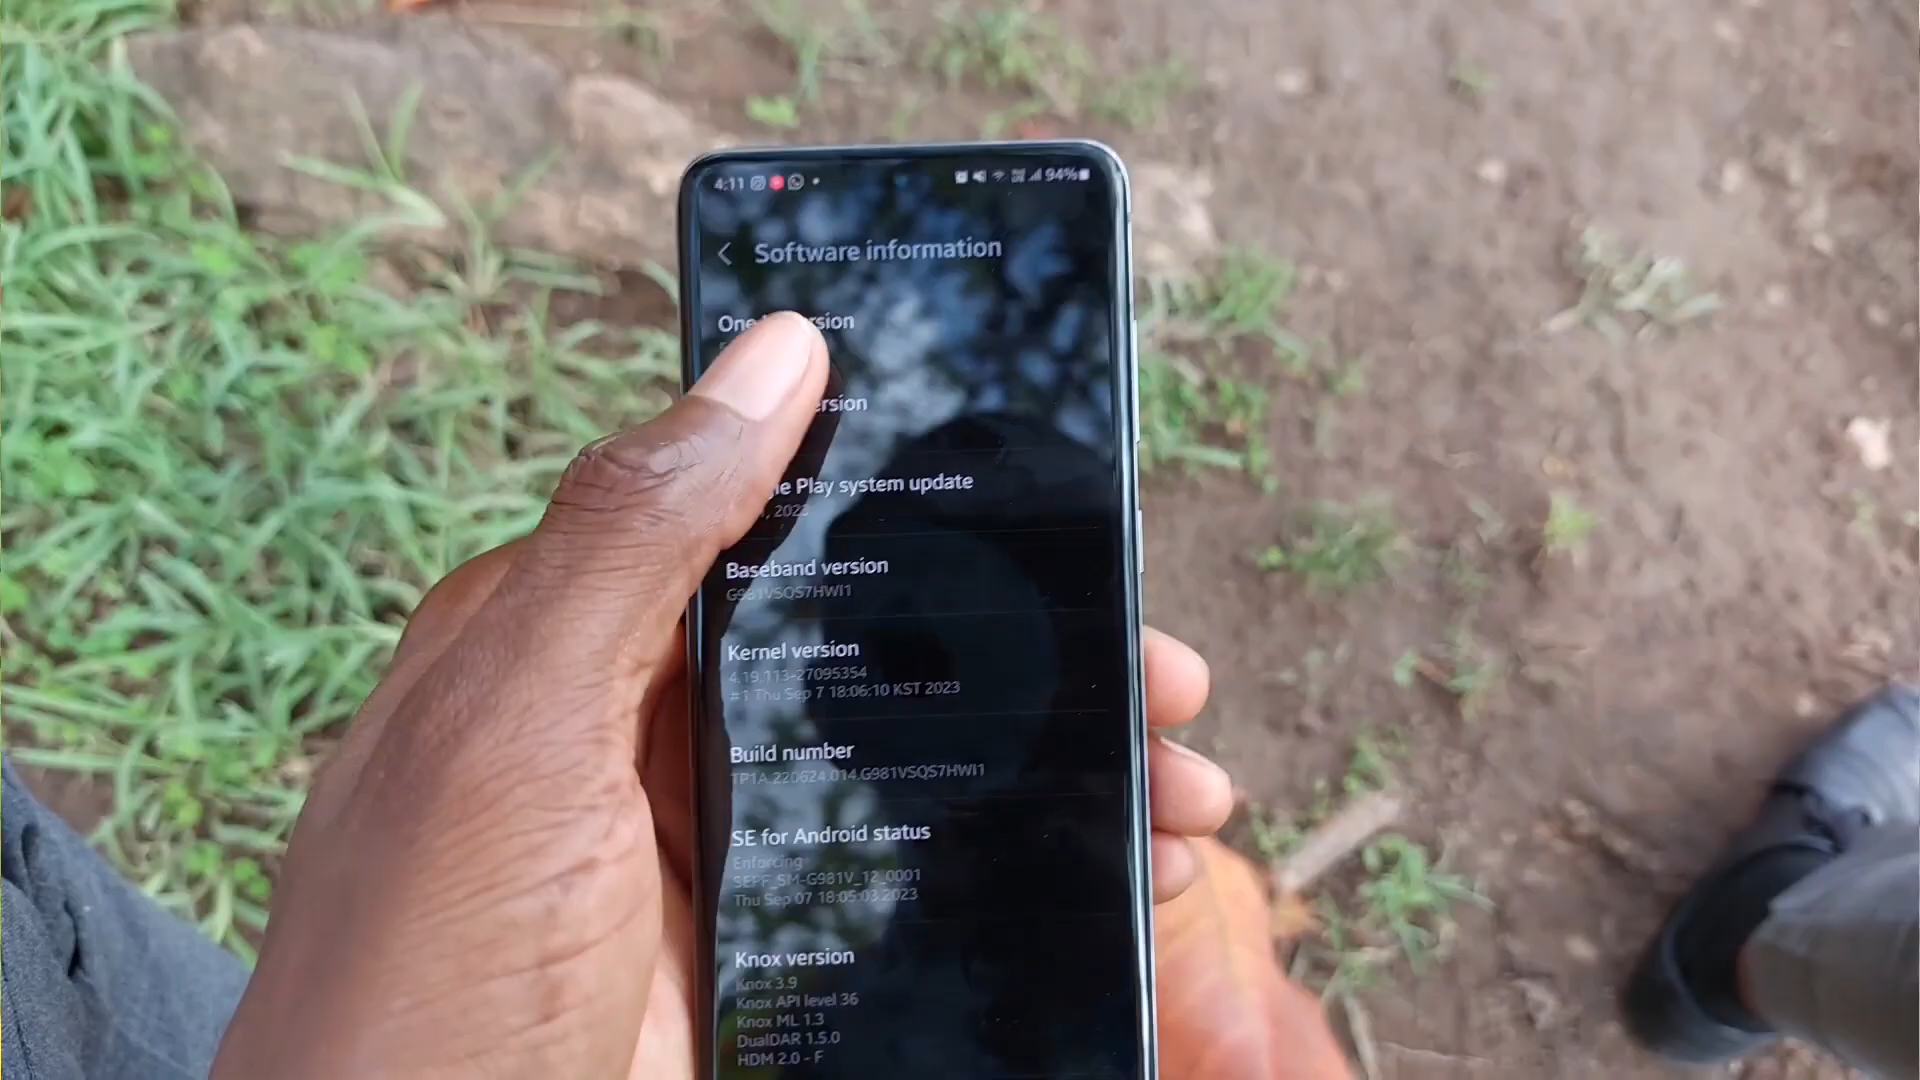 4:11 94%
Software information
One rsion
ersion
le Play system update
, 2023
Baseband version
G981VSQS7HWI1
Kernel version
4.19.113-27095354
#1 Thu Sep 7 18:06:10 KST 2023
Build number
TP1A.220624.014.G981VSQS7HWI1
SE for Android status
Enforcing
SEPF_SM-G981V_12_0001
Thu Sep 07 18:05:03 2023
Knox version
Knox 3.9
Knox API level 36
Knox ML 1.3
DualDAR 1.5.0
HDM 2.0 - F